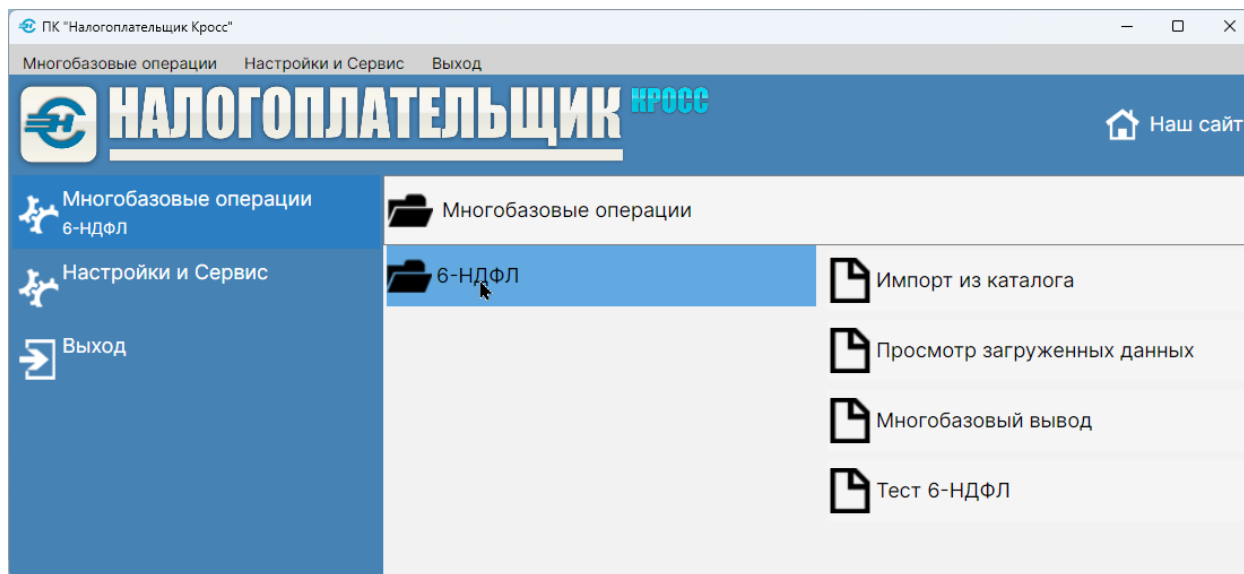 ПК "Налогоплательщик Кросс"
Многобазовые операции Настройки и Сервис Выход
НАЛОГОПЛАТЕЛЬЩИК КРОСС
Наш сайт
Многобазовые операции
6-НДФЛ
Настройки и Сервис
Выход
Многобазовые операции
6-НДФЛ
Импорт из каталога
Просмотр загруженных данных
Многобазовый вывод
Тест 6-НДФЛ